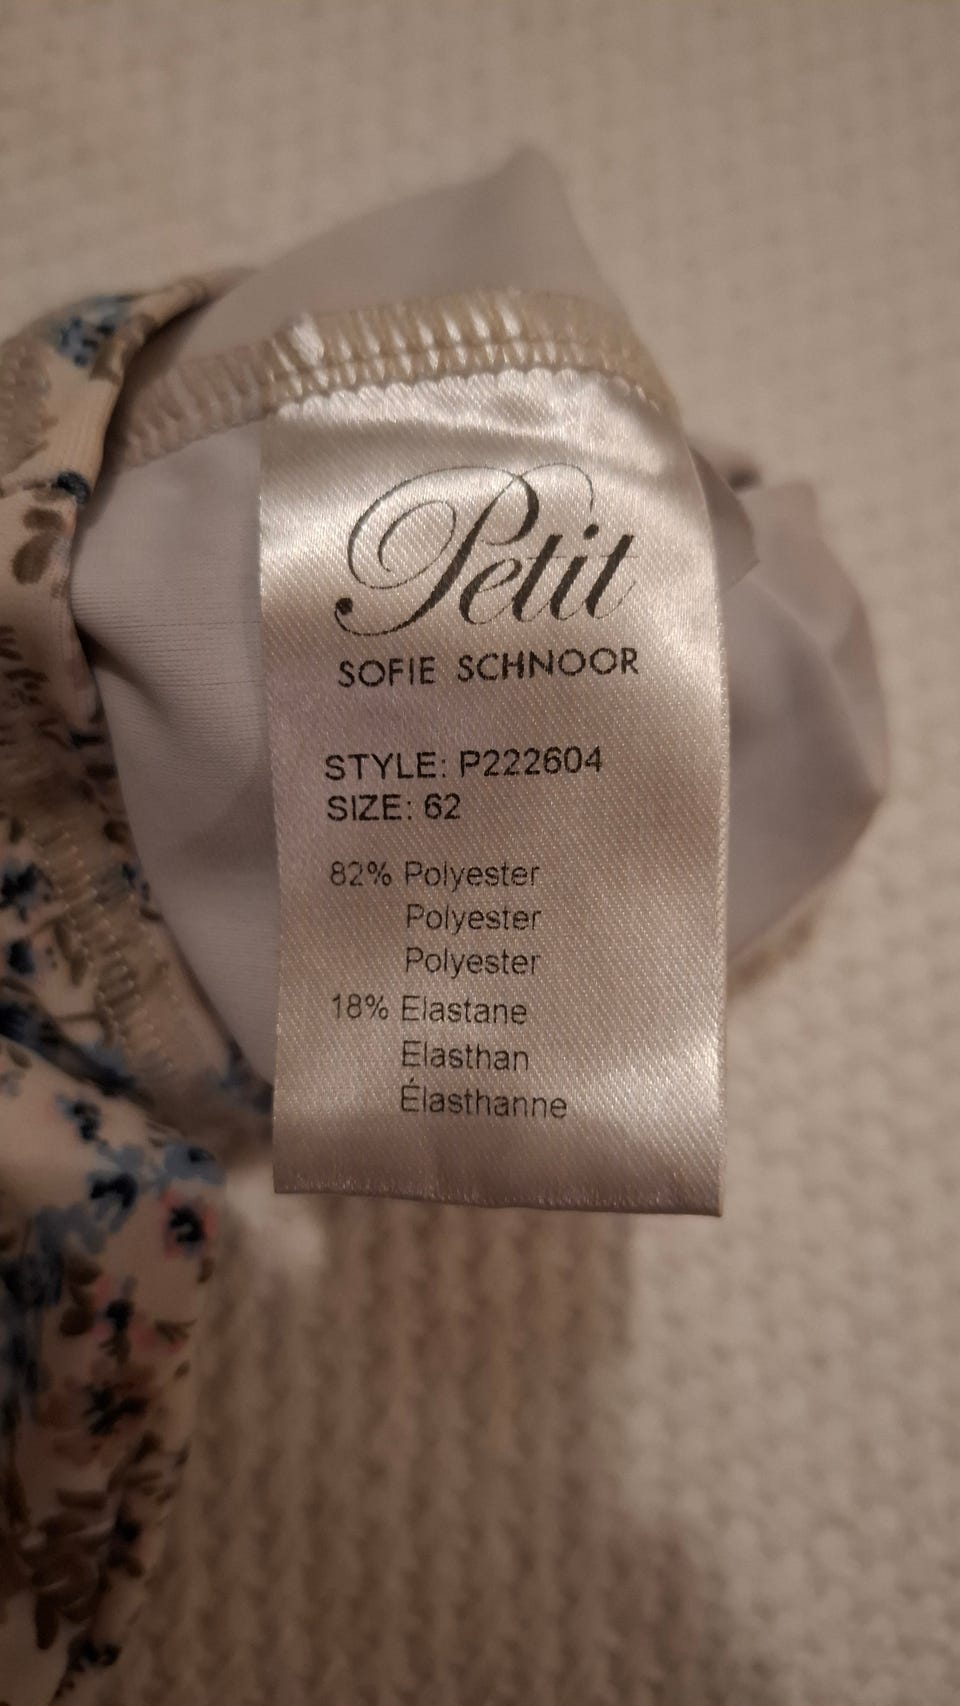 Petit
SOFIE SCHNOOR
STYLE: P222604
SIZE: 62
82% Polyester
Polyester
Polyester
18% Elastane
Elasthan
Élasthanne